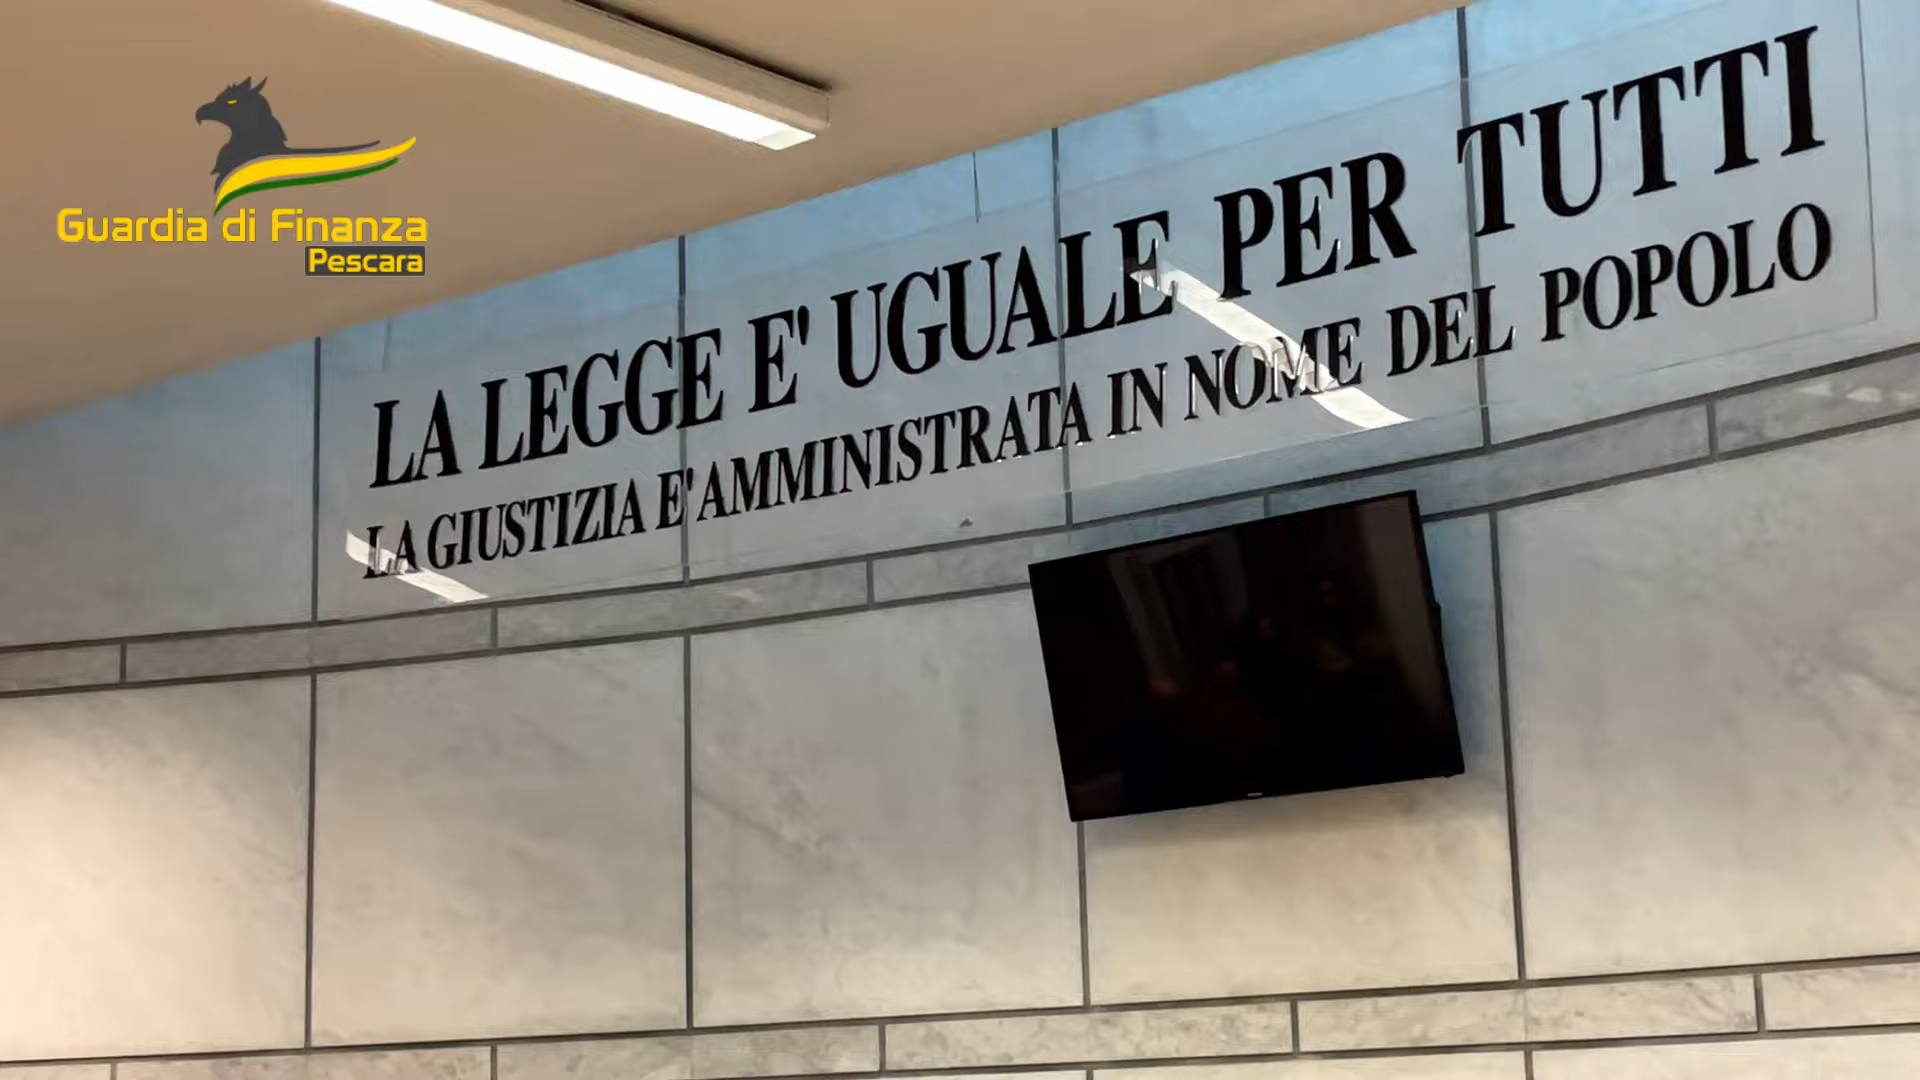 Guardia di Finanza
Pescara
LA LEGGE E' UGUALE PER TUTTI
LA GIUSTIZIA E' AMMINISTRATA IN NOME DEL POPOLO